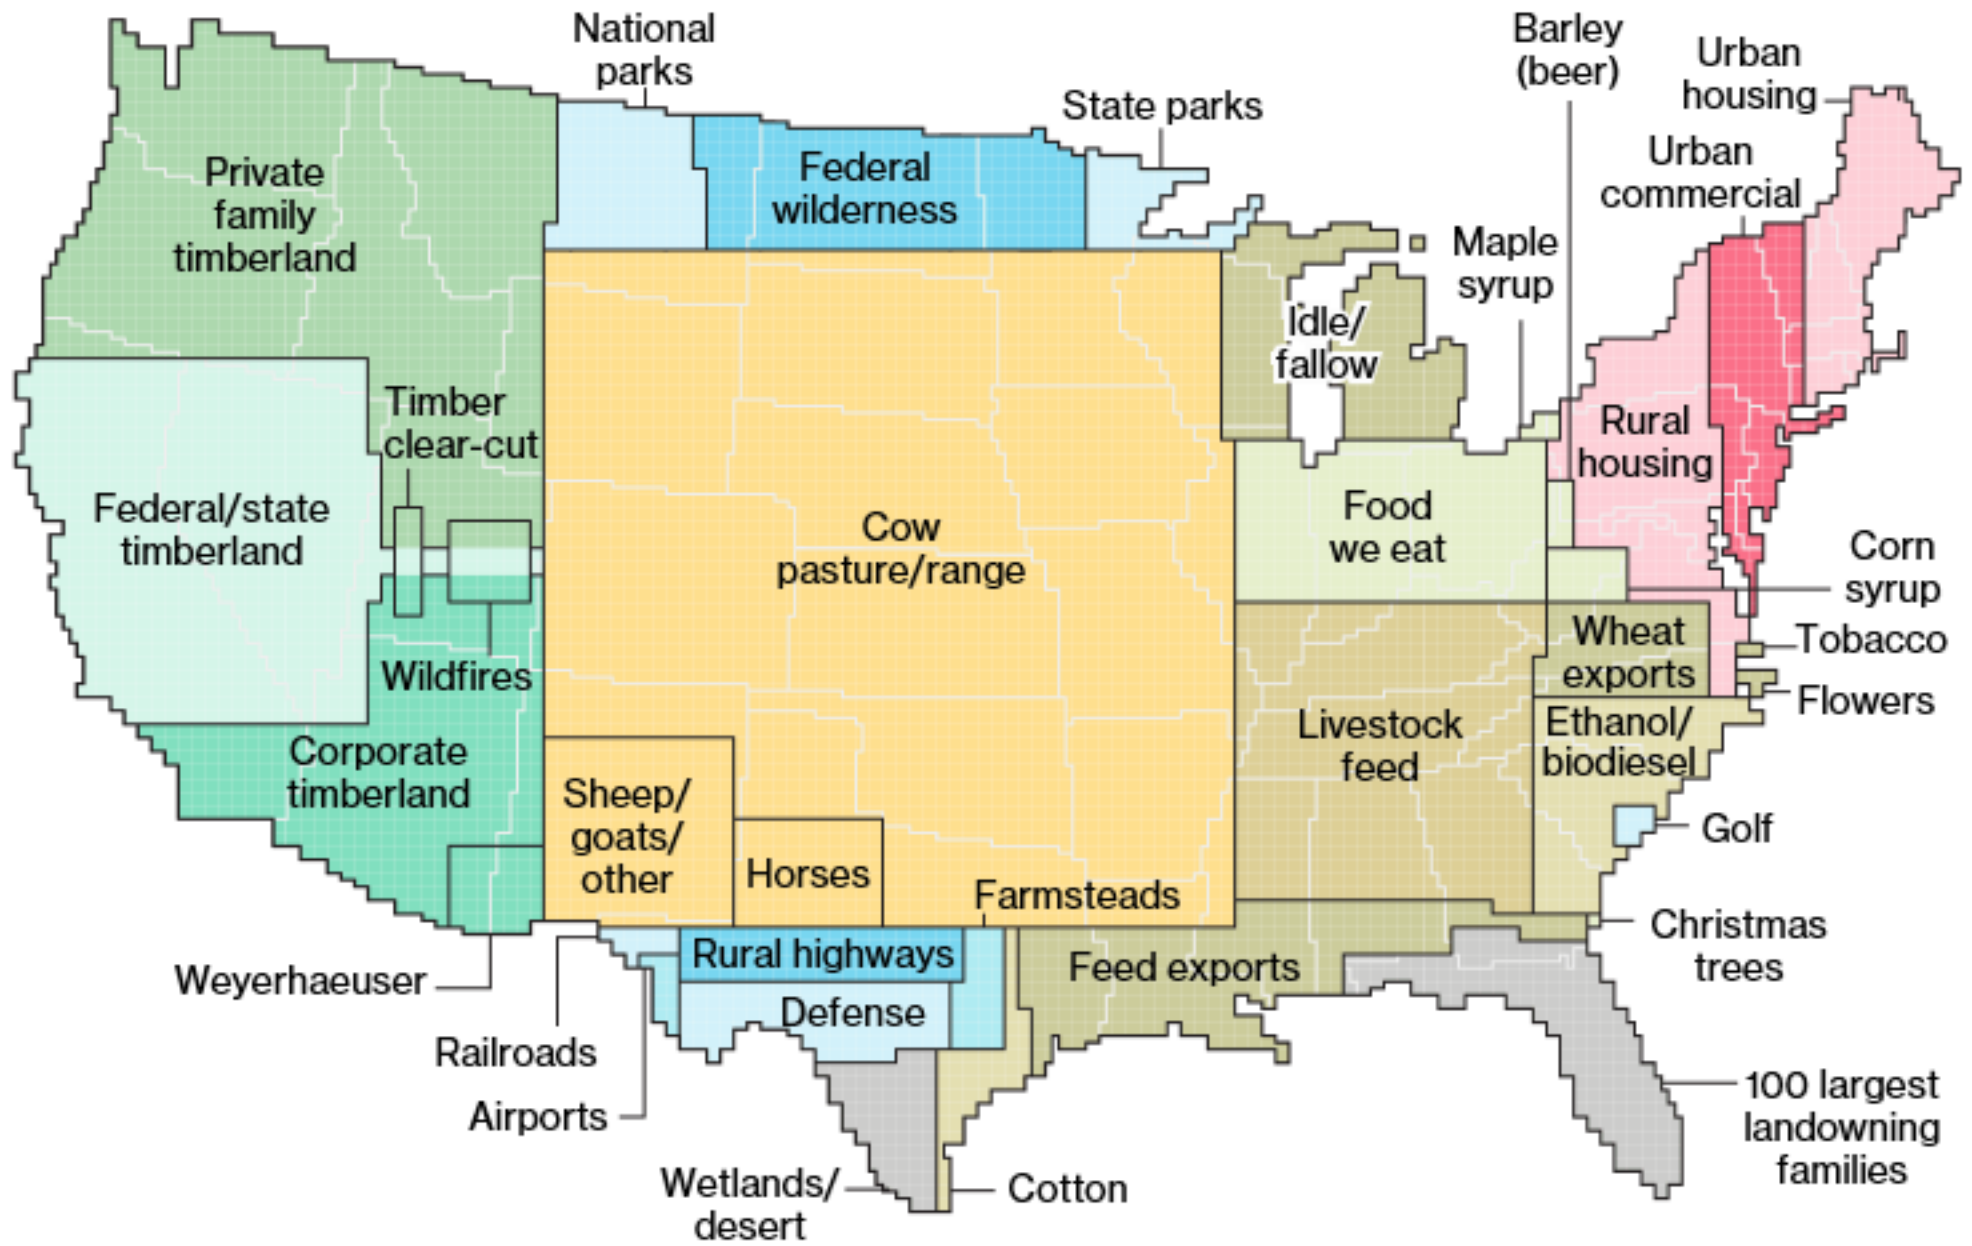 National
parks
Barley
(beer)
Urban
housing
State parks
Urban
commercial
Private
family
timberland
Federal
wilderness
Maple
syrup
Idle/
fallow
Timber
clear-cut
Rural
housing
Federal/state
timberland
Cow
pasture/range
Food
we eat
Corn
syrup
Wildfires
Wheat
exports
Tobacco
Flowers
Corporate
timberland
Livestock
feed
Ethanol/
biodiesel
Sheep/
goats/
other
Horses
Golf
Farmsteads
Weyerhaeuser
Rural highways
Feed exports
Christmas
trees
Defense
Railroads
Airports
100 largest
landowning
families
Wetlands/
desert
Cotton